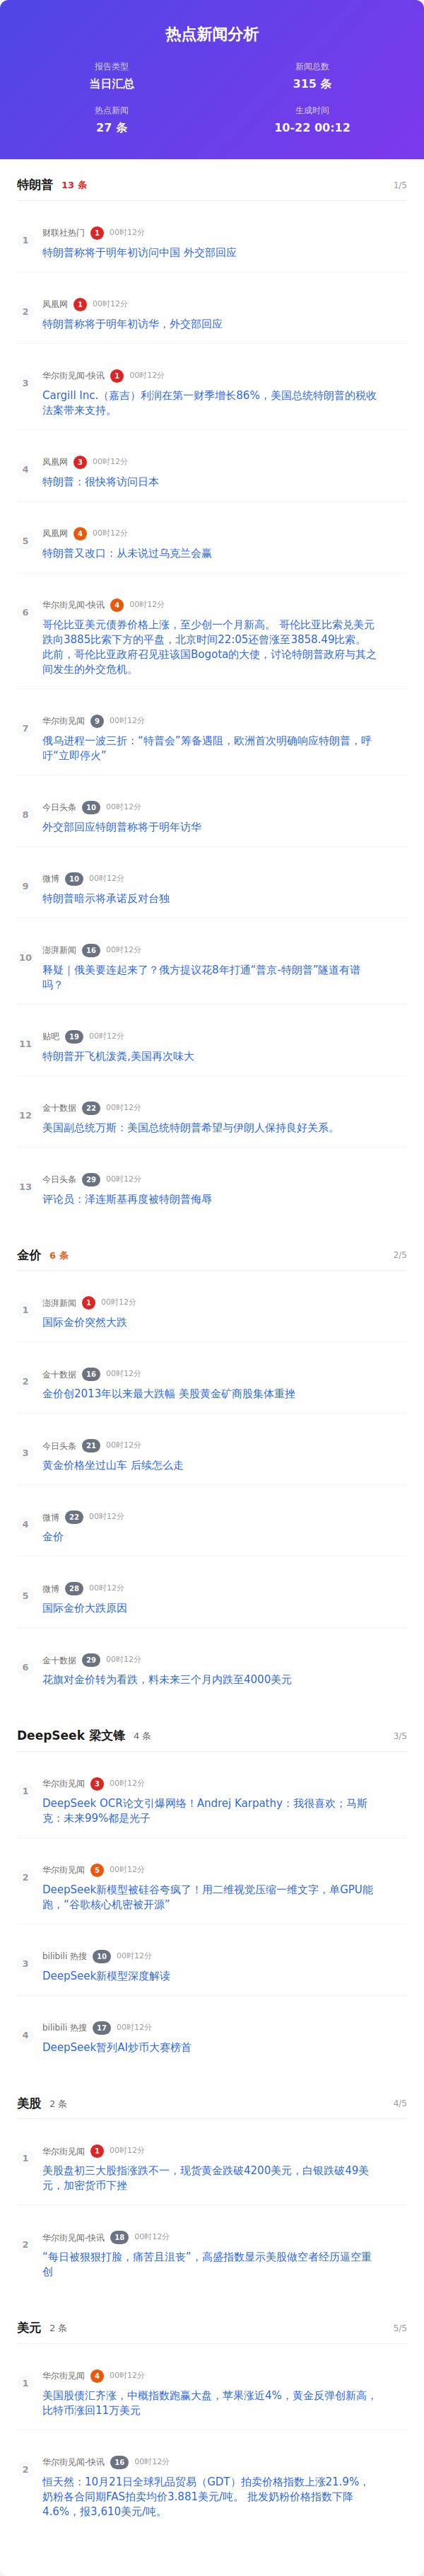 热点新闻分析
报告类型
当日汇总
新闻总数
315 条
热点新闻
27 条
生成时间
10-22 00:12
特朗普 13 条 1/5
1
财联社热门 1 00时12分
特朗普称将于明年初访问中国 外交部回应
2
凤凰网 1 00时12分
特朗普称将于明年初访华，外交部回应
3
华尔街见闻-快讯 1 00时12分
Cargill Inc.（嘉吉）利润在第一财季增长86%，美国总统特朗普的税收
法案带来支持。
4
凤凰网 3 00时12分
特朗普：很快将访问日本
5
凤凰网 4 00时12分
特朗普又改口：从未说过乌克兰会赢
6
华尔街见闻-快讯 4 00时12分
哥伦比亚美元债券价格上涨，至少创一个月新高。 哥伦比亚比索兑美元
跌向3885比索下方的平盘，北京时间22:05还曾涨至3858.49比索。
此前，哥伦比亚政府召见驻该国Bogota的大使，讨论特朗普政府与其之
间发生的外交危机。
7
华尔街见闻 9 00时12分
俄乌进程一波三折：“特普会”筹备遇阻，欧洲首次明确响应特朗普，呼
吁“立即停火”
8
今日头条 10 00时12分
外交部回应特朗普称将于明年访华
9
微博 10 00时12分
特朗普暗示将承诺反对台独
10
澎湃新闻 16 00时12分
释疑｜俄美要连起来了？俄方提议花8年打通“普京-特朗普”隧道有谱
吗？
11
贴吧 19 00时12分
特朗普开飞机泼粪,美国再次味大
12
金十数据 22 00时12分
美国副总统万斯：美国总统特朗普希望与伊朗人保持良好关系。
13
今日头条 29 00时12分
评论员：泽连斯基再度被特朗普侮辱
金价 6 条 2/5
1
澎湃新闻 1 00时12分
国际金价突然大跌
2
金十数据 16 00时12分
金价创2013年以来最大跌幅 美股黄金矿商股集体重挫
3
今日头条 21 00时12分
黄金价格坐过山车 后续怎么走
4
微博 22 00时12分
金价
5
微博 28 00时12分
国际金价大跌原因
6
金十数据 29 00时12分
花旗对金价转为看跌，料未来三个月内跌至4000美元
DeepSeek 梁文锋 4 条 3/5
1
华尔街见闻 3 00时12分
DeepSeek OCR论文引爆网络！Andrej Karpathy：我很喜欢；马斯
克：未来99%都是光子
2
华尔街见闻 5 00时12分
DeepSeek新模型被硅谷夸疯了！用二维视觉压缩一维文字，单GPU能
跑，“谷歌核心机密被开源”
3
bilibili 热搜 10 00时12分
DeepSeek新模型深度解读
4
bilibili 热搜 17 00时12分
DeepSeek暂列AI炒币大赛榜首
美股 2 条 4/5
1
华尔街见闻 1 00时12分
美股盘初三大股指涨跌不一，现货黄金跌破4200美元，白银跌破49美
元，加密货币下挫
2
华尔街见闻-快讯 18 00时12分
“每日被狠狠打脸，痛苦且沮丧”，高盛指数显示美股做空者经历逼空重
创
美元 2 条 5/5
1
华尔街见闻 4 00时12分
美国股债汇齐涨，中概指数跑赢大盘，苹果涨近4%，黄金反弹创新高，
比特币涨回11万美元
2
华尔街见闻-快讯 16 00时12分
恒天然：10月21日全球乳品贸易（GDT）拍卖价格指数上涨21.9%，
奶粉各合同期FAS拍卖均价3.881美元/吨。 批发奶粉价格指数下降
4.6%，报3,610美元/吨。